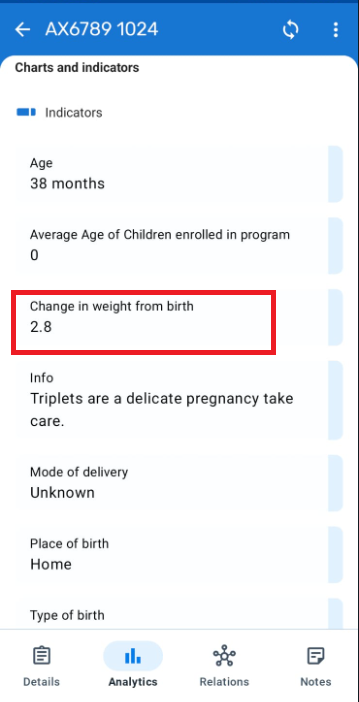 AX6789 1024
Charts and indicators
Indicators
Age
38 months
Average Age of Children enrolled in program
0
Change in weight from birth
2.8
Info
Triplets are a delicate pregnancy take
care.
Mode of delivery
Unknown
Place of birth
Home
Type of birth
Details
Analytics
Relations
Notes